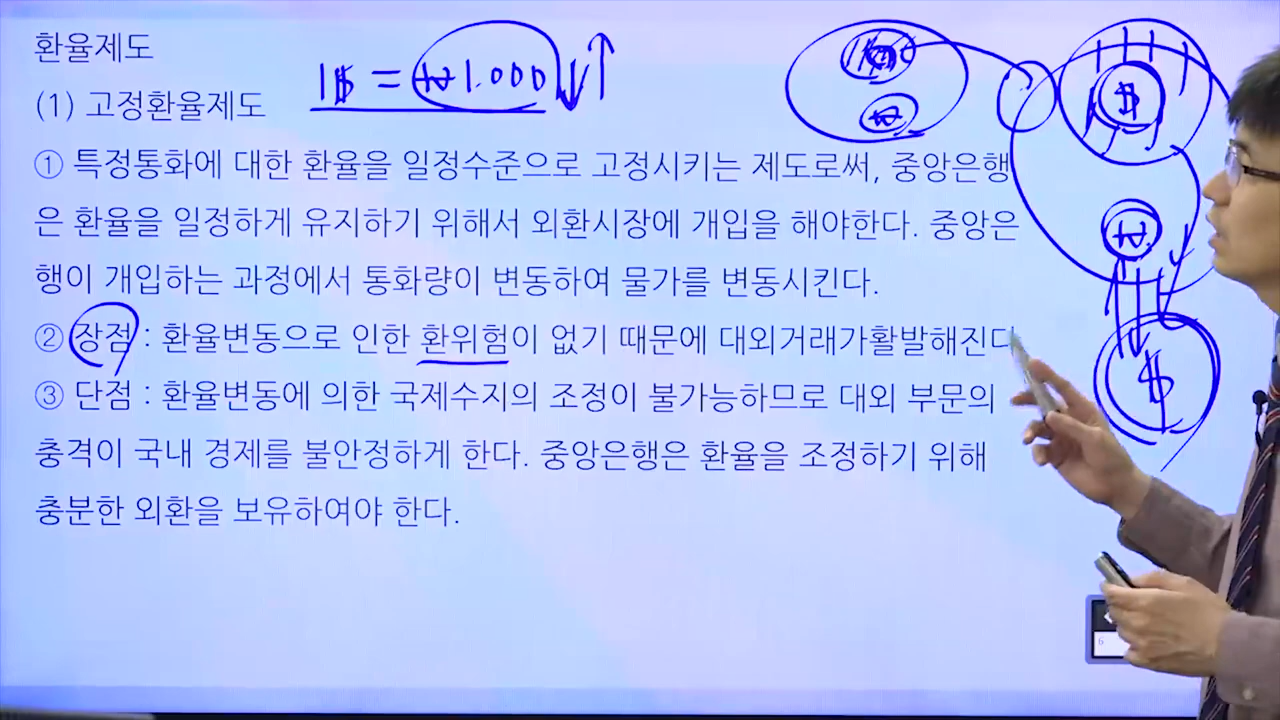 환율제도
1$ = ₩1.000
(1) 고정환율제도
① 특정통화에 대한 환율을 일정수준으로 고정시키는 제도로써, 중앙은행
은 환율을 일정하게 유지하기 위해서 외환시장에 개입을 해야한다. 중앙은
행이 개입하는 과정에서 통화량이 변동하여 물가를 변동시킨다.
② 장점 : 환율변동으로 인한 환위험이 없기 때문에 대외거래가활발해진다
③ 단점 : 환율변동에 의한 국제수지의 조정이 불가능하므로 대외 부문의
충격이 국내 경제를 불안정하게 한다. 중앙은행은 환율을 조정하기 위해
충분한 외환을 보유하여야 한다.
₩
$
₩
$
6